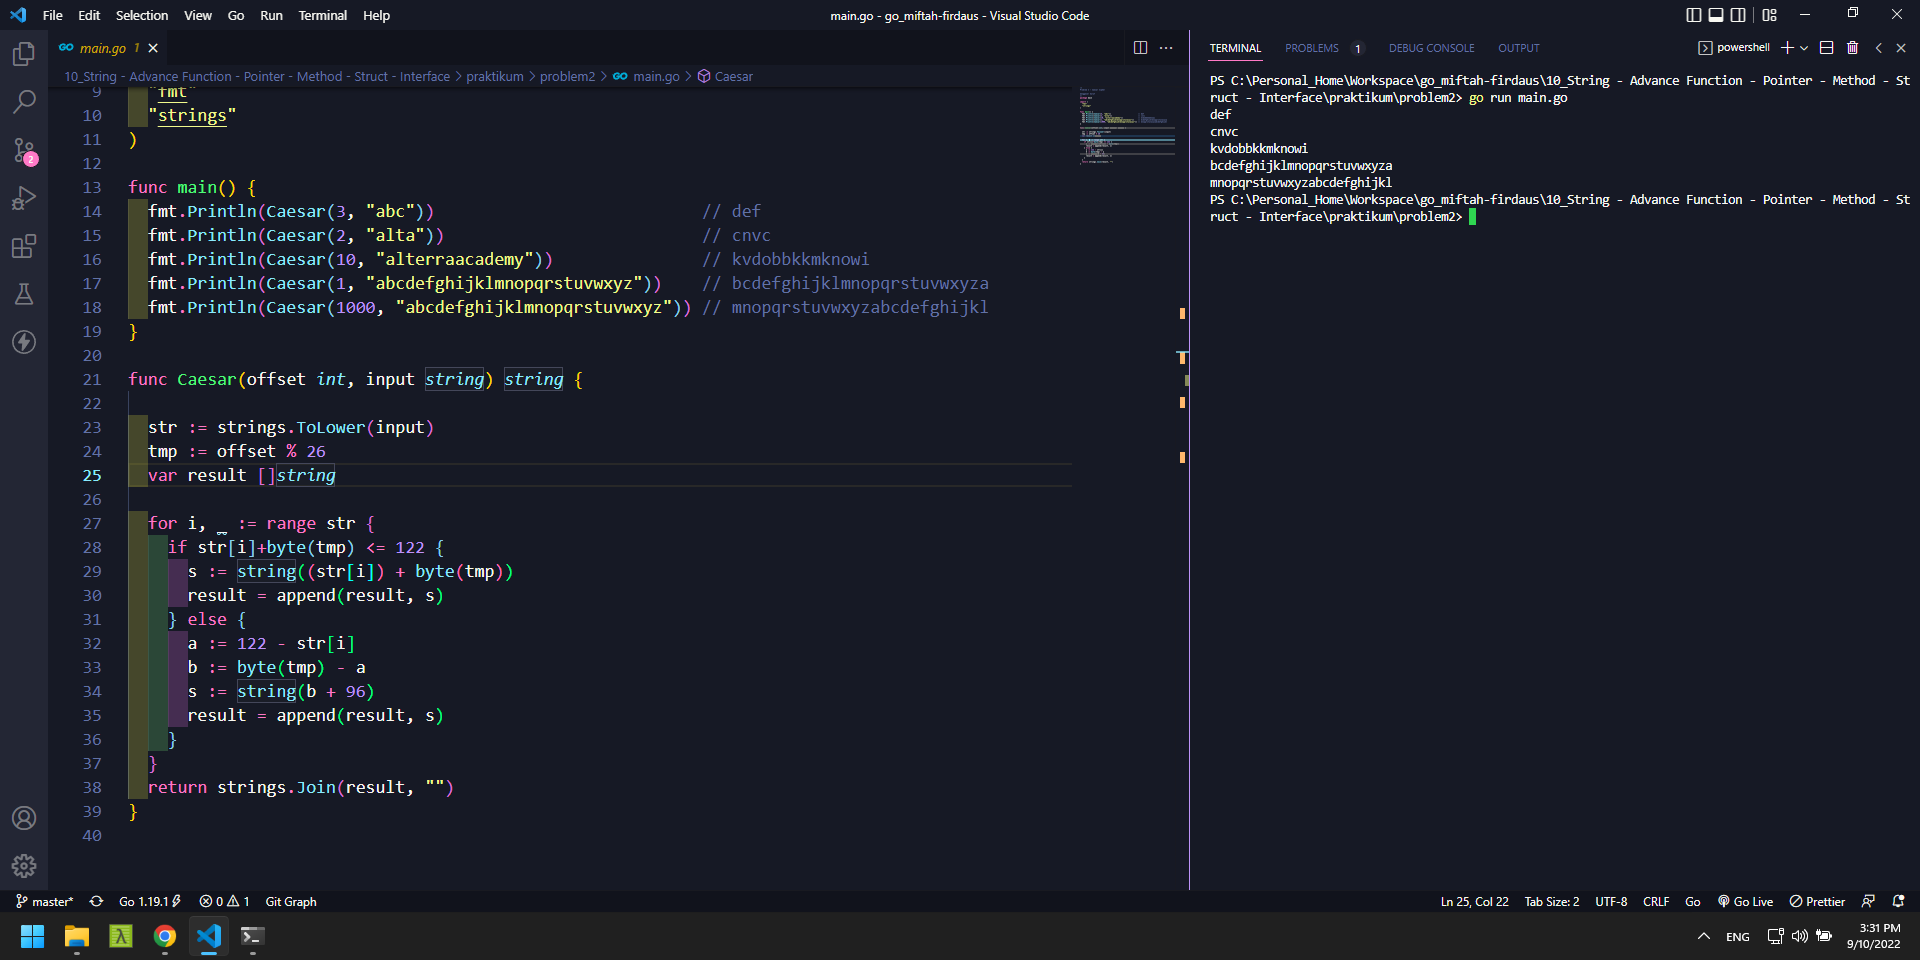 File Edit Selection View Go Run Terminal Help
main.go - go_miftah-firdaus - Visual Studio Code
main.go 1
10_String - Advance Function - Pointer - Method - Struct - Interface > praktikum > problem2 > main.go > Caesar
9 "fmt"
10 "strings"
11 )
12
13 func main() {
14 fmt.Println(Caesar(3, "abc")) // def
15 fmt.Println(Caesar(2, "alta")) // cnvc
16 fmt.Println(Caesar(10, "alterraacademy")) // kvdobbkkmknowi
17 fmt.Println(Caesar(1, "abcdefghijklmnopqrstuvwxyz")) // bcdefghijklmnopqrstuvwxyza
18 fmt.Println(Caesar(1000, "abcdefghijklmnopqrstuvwxyz")) // mnopqrstuvwxyzabcdefghijkl
19 }
20
21 func Caesar(offset int, input string) string {
22
23 str := strings.ToLower(input)
24 tmp := offset % 26
25 var result []string
26
27 for i, _ := range str {
28 if str[i]+byte(tmp) <= 122 {
29 s := string((str[i]) + byte(tmp))
30 result = append(result, s)
31 } else {
32 a := 122 - str[i]
33 b := byte(tmp) - a
34 s := string(b + 96)
35 result = append(result, s)
36 }
37 }
38 return strings.Join(result, "")
39 }
40
TERMINAL PROBLEMS 1 DEBUG CONSOLE OUTPUT
powershell
PS C:\Personal_Home\Workspace\go_miftah-firdaus\10_String - Advance Function - Pointer - Method - St
ruct - Interface\praktikum\problem2> go run main.go
def
cnvc
kvdobbkkmknowi
bcdefghijklmnopqrstuvwxyza
mnopqrstuvwxyzabcdefghijkl
PS C:\Personal_Home\Workspace\go_miftah-firdaus\10_String - Advance Function - Pointer - Method - St
ruct - Interface\praktikum\problem2>
2
master* Go 1.19.1 0 1 Git Graph
Ln 25, Col 22 Tab Size: 2 UTF-8 CRLF Go Go Live Prettier
ENG
3:31 PM
9/10/2022